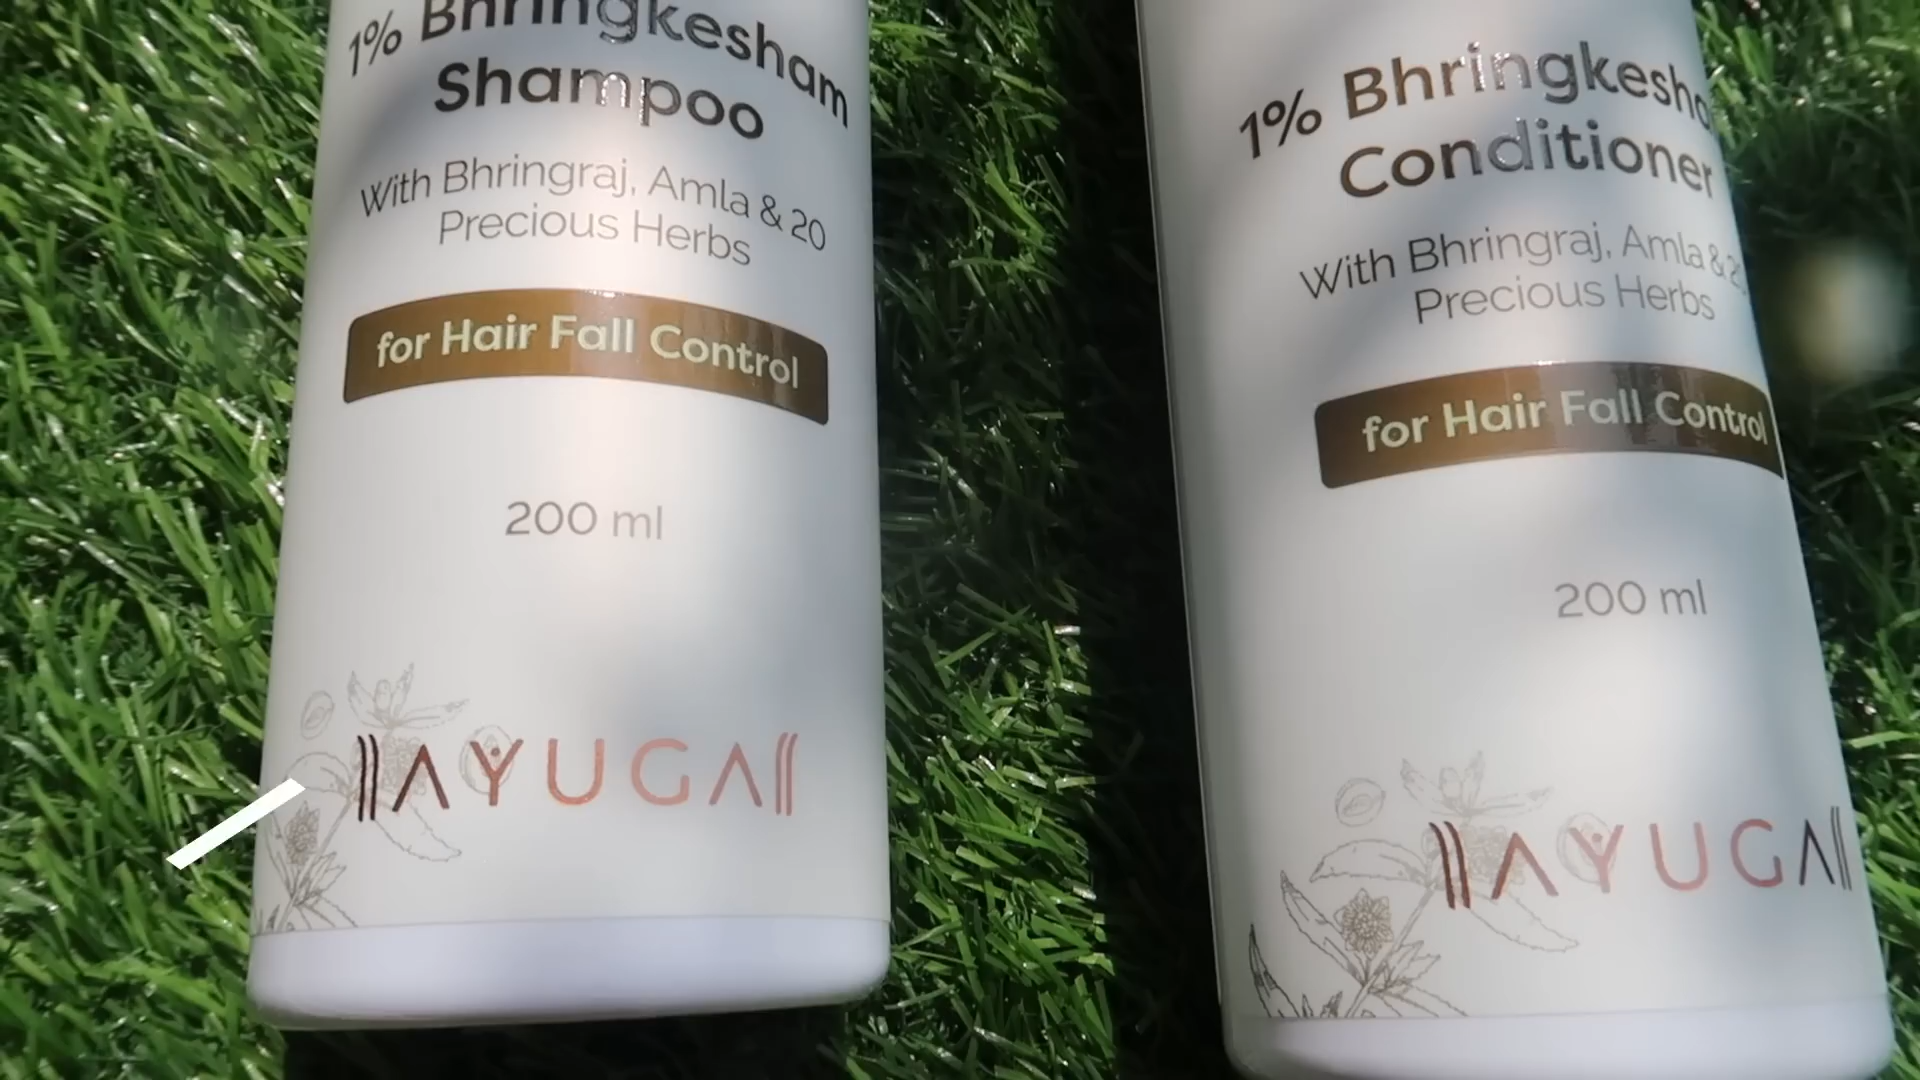 1% Bhringkesham
Shampoo
With Bhringraj, Amla & 20
Precious Herbs
for Hair Fall Control
200 ml
AYUGA
1% Bhringkesha
Conditioner
With Bhringraj, Amla & 20
Precious Herbs
for Hair Fall Control
200 ml
AYUGA